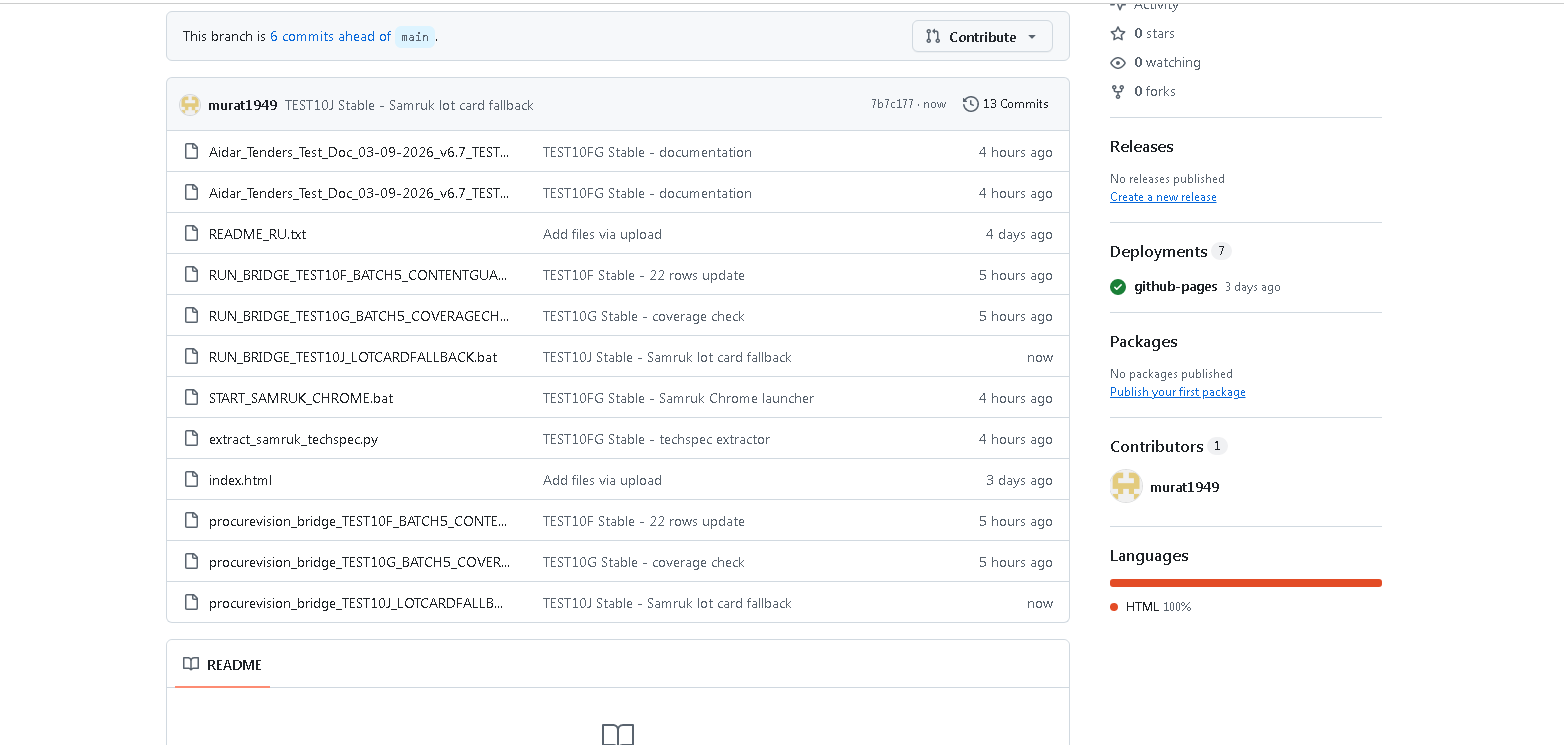 This branch is 6 commits ahead of main.
Contribute
murat1949 TEST10J Stable - Samruk lot card fallback 7b7c177 · now 13 Commits
Aidar_Tenders_Test_Doc_03-09-2026_v6.7_TEST... TEST10FG Stable - documentation 4 hours ago
Aidar_Tenders_Test_Doc_03-09-2026_v6.7_TEST... TEST10FG Stable - documentation 4 hours ago
README_RU.txt Add files via upload 4 days ago
RUN_BRIDGE_TEST10F_BATCH5_CONTENTGUA... TEST10F Stable - 22 rows update 5 hours ago
RUN_BRIDGE_TEST10G_BATCH5_COVERAGECH... TEST10G Stable - coverage check 5 hours ago
RUN_BRIDGE_TEST10J_LOTCARDFALLBACK.bat TEST10J Stable - Samruk lot card fallback now
START_SAMRUK_CHROME.bat TEST10FG Stable - Samruk Chrome launcher 4 hours ago
extract_samruk_techspec.py TEST10FG Stable - techspec extractor 4 hours ago
index.html Add files via upload 3 days ago
procurevision_bridge_TEST10F_BATCH5_CONTE... TEST10F Stable - 22 rows update 5 hours ago
procurevision_bridge_TEST10G_BATCH5_COVER... TEST10G Stable - coverage check 5 hours ago
procurevision_bridge_TEST10J_LOTCARDFALLB... TEST10J Stable - Samruk lot card fallback now
README
Activity
0 stars
0 watching
0 forks
Releases
No releases published
Create a new release
Deployments 7
github-pages 3 days ago
Packages
No packages published
Publish your first package
Contributors 1
murat1949
Languages
HTML 100%